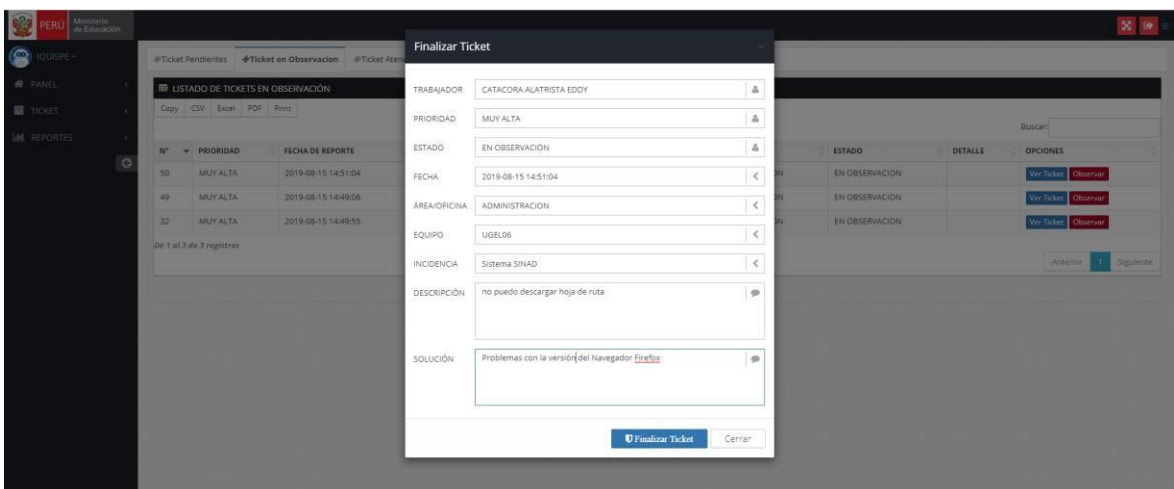 PERÚ Ministerio de Educación
IQUISPE
PANEL
TICKET
REPORTES
#Ticket Pendientes #Ticket en Observacion #Ticket Aten
LISTADO DE TICKETS EN OBSERVACIÓN
Copy CSV Excel PDF Print
Buscar:
N° PRIORIDAD FECHA DE REPORTE ESTADO DETALLE OPCIONES
50 MUY ALTA 2019-08-15 14:51:04 EN OBSERVACION Ver Ticket Observar
49 MUY ALTA 2019-08-15 14:49:06 EN OBSERVACION Ver Ticket Observar
32 MUY ALTA 2019-08-15 14:49:55 EN OBSERVACION Ver Ticket Observar
De 1 al 3 de 3 registros
Anterior 1 Siguiente
Finalizar Ticket
TRABAJADOR CATACORA ALATRISTA EDDY
PRIORIDAD MUY ALTA
ESTADO EN OBSERVACION
FECHA 2019-08-15 14:51:04
ÁREA/OFICINA ADMINISTRACION
EQUIPO UGEL06
INCIDENCIA Sistema SINAD
DESCRIPCIÓN no puedo descargar hoja de ruta
SOLUCIÓN Problemas con la versión del Navegador Firefox
Finalizar Ticket Cerrar